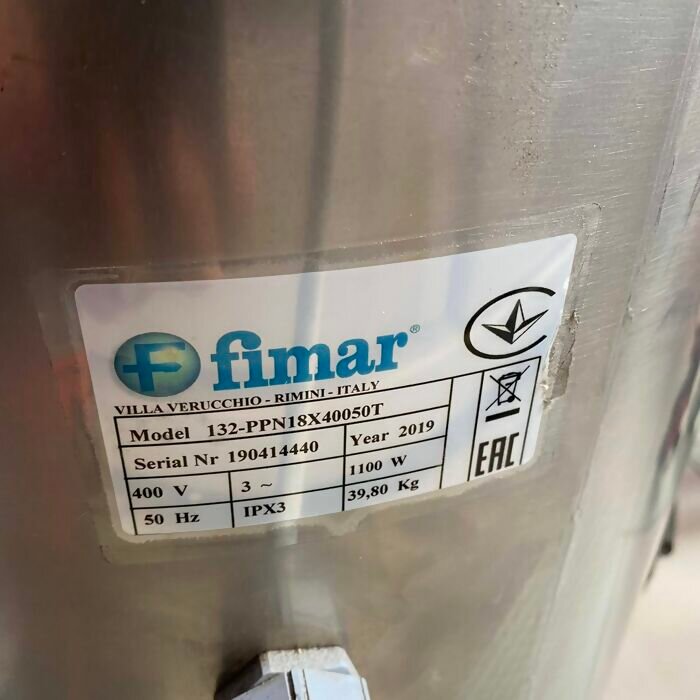 F fimar®
VILLA VERUCCHIO - RIMINI - ITALY
Model 132-PPN18X40050T
Serial Nr 190414440 Year 2019
400 V 3 ~ 1100 W
50 Hz IPX3 39,80 Kg
EAC